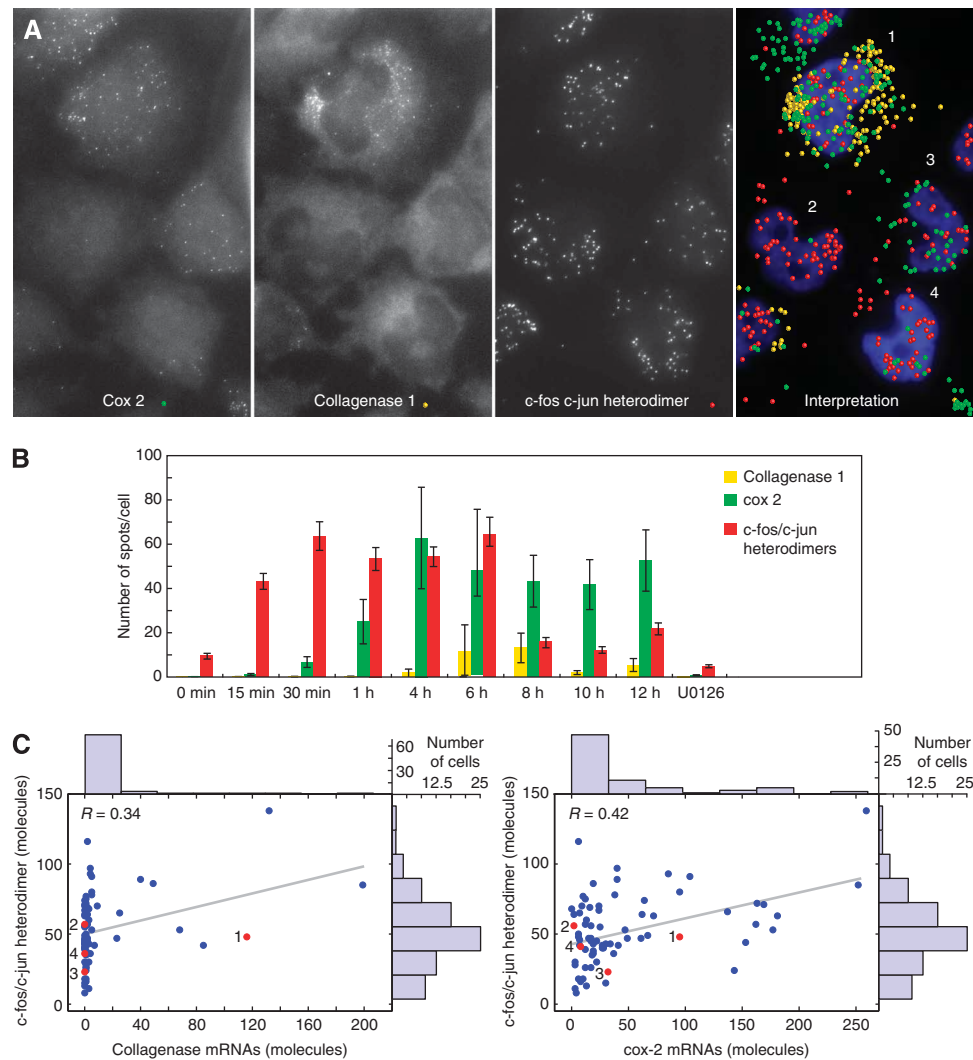 A
1
3
2
4
Cox 2
Collagenase 1
c-fos c-jun heterodimer
Interpretation
B
100
80
60
40
20
0
Number of spots/cell
Collagenase 1
cox 2
c-fos/c-jun
heterodimers
0 min 15 min 30 min 1 h 4 h 6 h 8 h 10 h 12 h U0126
C
60
30
Number
of cells
12.5 25
150
100
50
0
c-fos/c-jun heterodimer (molecules)
R = 0.34
2
4
3
1
0 40 80 120 160 200
Collagenase mRNAs (molecules)
50
25
0
Number
of cells
12.5 25
150
100
50
0
c-fos/c-jun heterodimer (molecules)
R = 0.42
2
4
3
1
0 50 100 150 200 250
cox-2 mRNAs (molecules)